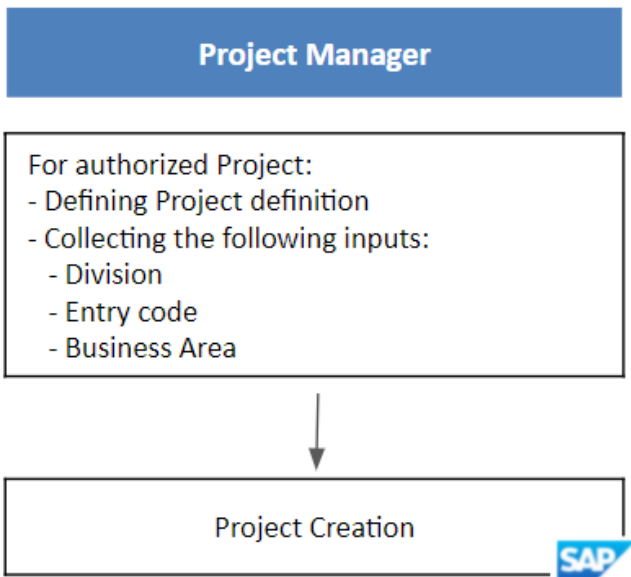 Project Manager
For authorized Project:
- Defining Project definition
- Collecting the following inputs:
- Division
- Entry code
- Business Area
Project Creation
SAP